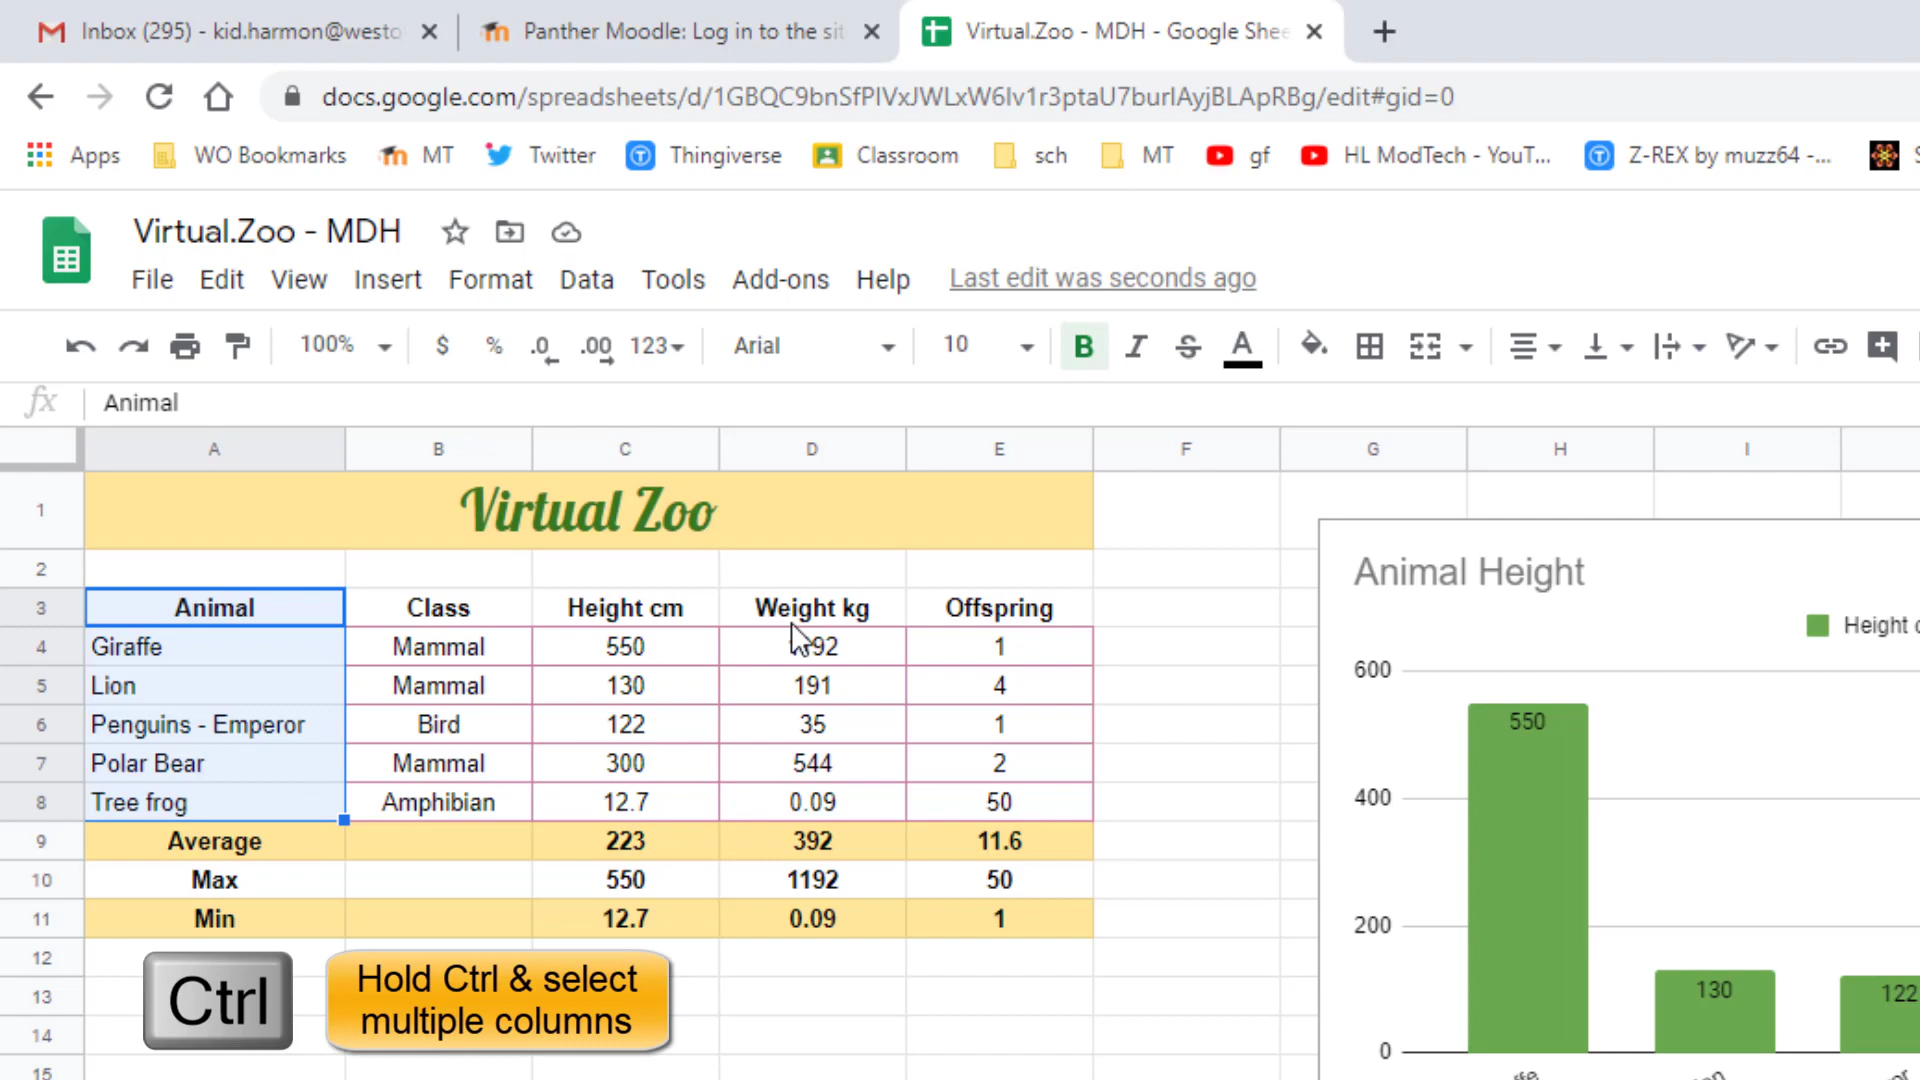 Inbox (295) - kid.harmon@westo
Panther Moodle: Log in to the sit
Virtual.Zoo - MDH - Google Shee
docs.google.com/spreadsheets/d/1GBQC9bnSfPIVxJWLxW6Iv1r3ptaU7burIAyjBLApRBg/edit#gid=0
Apps WO Bookmarks MT Twitter Thingiverse Classroom sch MT gf HL ModTech - YouT... Z-REX by muzz64 -...
Virtual.Zoo - MDH
File Edit View Insert Format Data Tools Add-ons Help Last edit was seconds ago
100% $ % .0 .00 123 Arial 10 B I S A
fx Animal
A B C D E F G H I
1 Virtual Zoo
2
3 Animal Class Height cm Weight kg Offspring
4 Giraffe Mammal 550 1
5 Lion Mammal 130 191 4
6 Penguins - Emperor Bird 122 35 1
7 Polar Bear Mammal 300 544 2
8 Tree frog Amphibian 12.7 0.09 50
9 Average 223 392 11.6
10 Max 550 1192 50
11 Min 12.7 0.09 1
12
13
14
15
Animal Height
Height c
600
400
200
0
550
130
122
Ctrl
Hold Ctrl & select
multiple columns